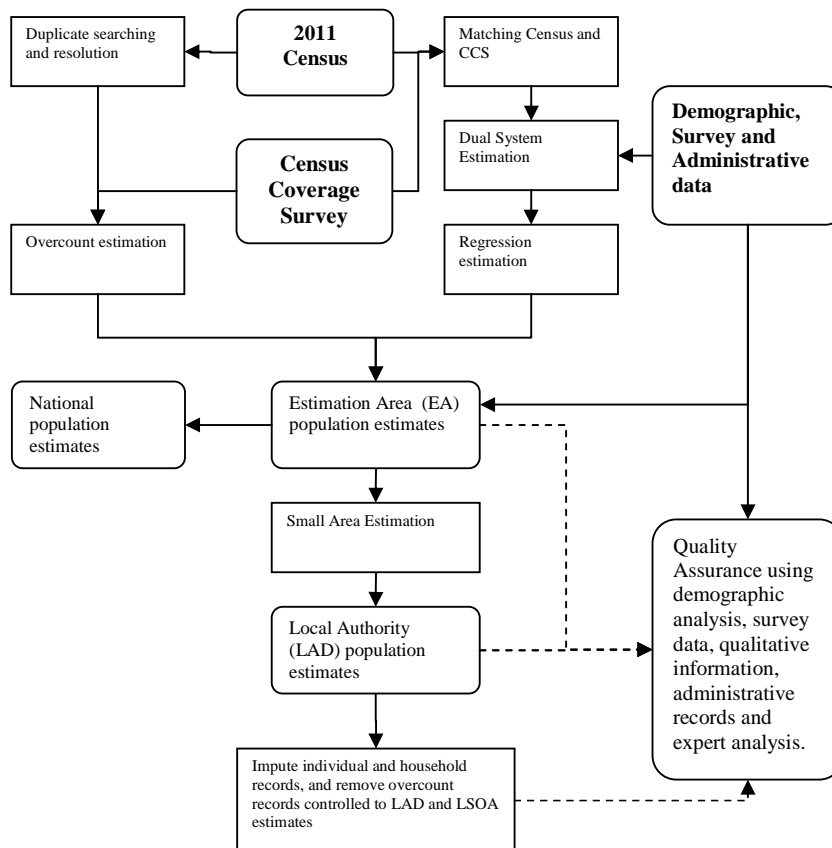 Duplicate searching
and resolution
2011
Census
Matching Census and
CCS
Demographic,
Survey and
Administrative
data
Dual System
Estimation
Census
Coverage
Survey
Overcount estimation
Regression
estimation
National
population
estimates
Estimation Area (EA)
population estimates
Small Area Estimation
Local Authority
(LAD) population
estimates
Quality
Assurance using
demographic
analysis, survey
data, qualitative
information,
administrative
records and
expert analysis.
Impute individual and household
records, and remove overcount
records controlled to LAD and LSOA
estimates